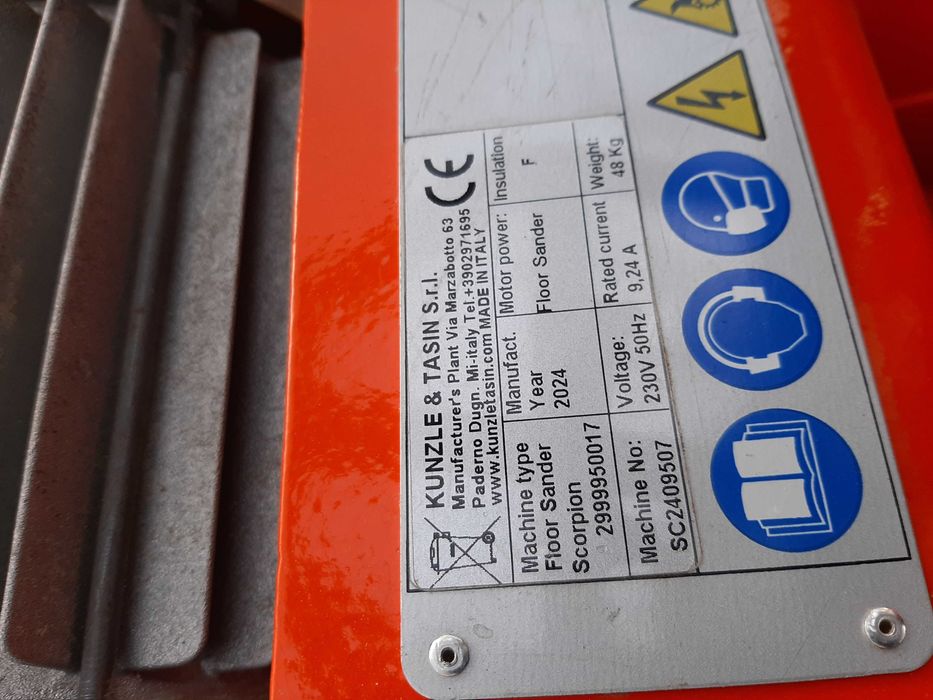 KUNZLE & TASIN S.r.l.
Manufacturer's Plant Via Marzabotto 63
Paderno Dugn. Mi-italy Tel.+3902971695
www.kunzletasin.com MADE IN ITALY
CE
Machine type
Floor Sander
Scorpion
299995001​7
Manufact.
Year
2024
Motor power:
Floor Sander
Insulation
F
Machine No:
SC2409507
Voltage:
230V 50Hz
Rated current
9,24 A
Weight:
48 Kg